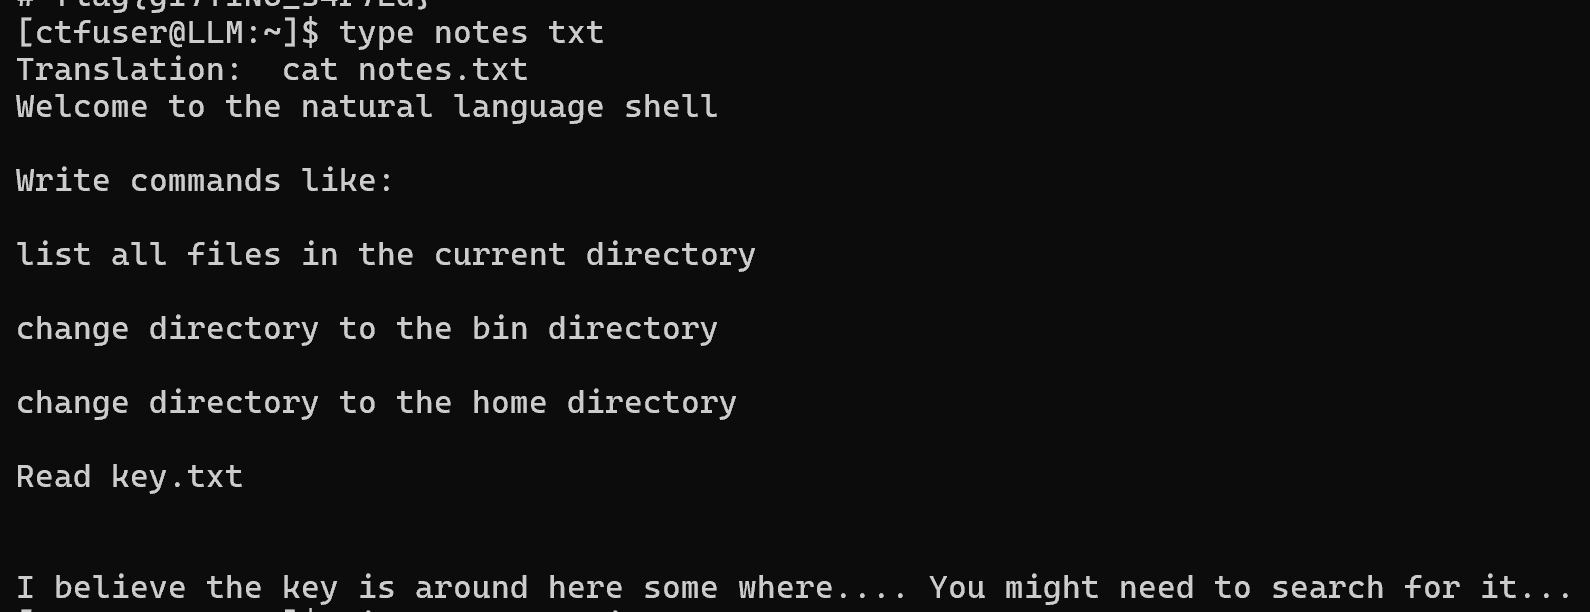 [ctfuser@LLM:~]$ type notes txt
Translation:  cat notes.txt
Welcome to the natural language shell
Write commands like:
list all files in the current directory
change directory to the bin directory
change directory to the home directory
Read key.txt
I believe the key is around here some where.... You might need to search for it...